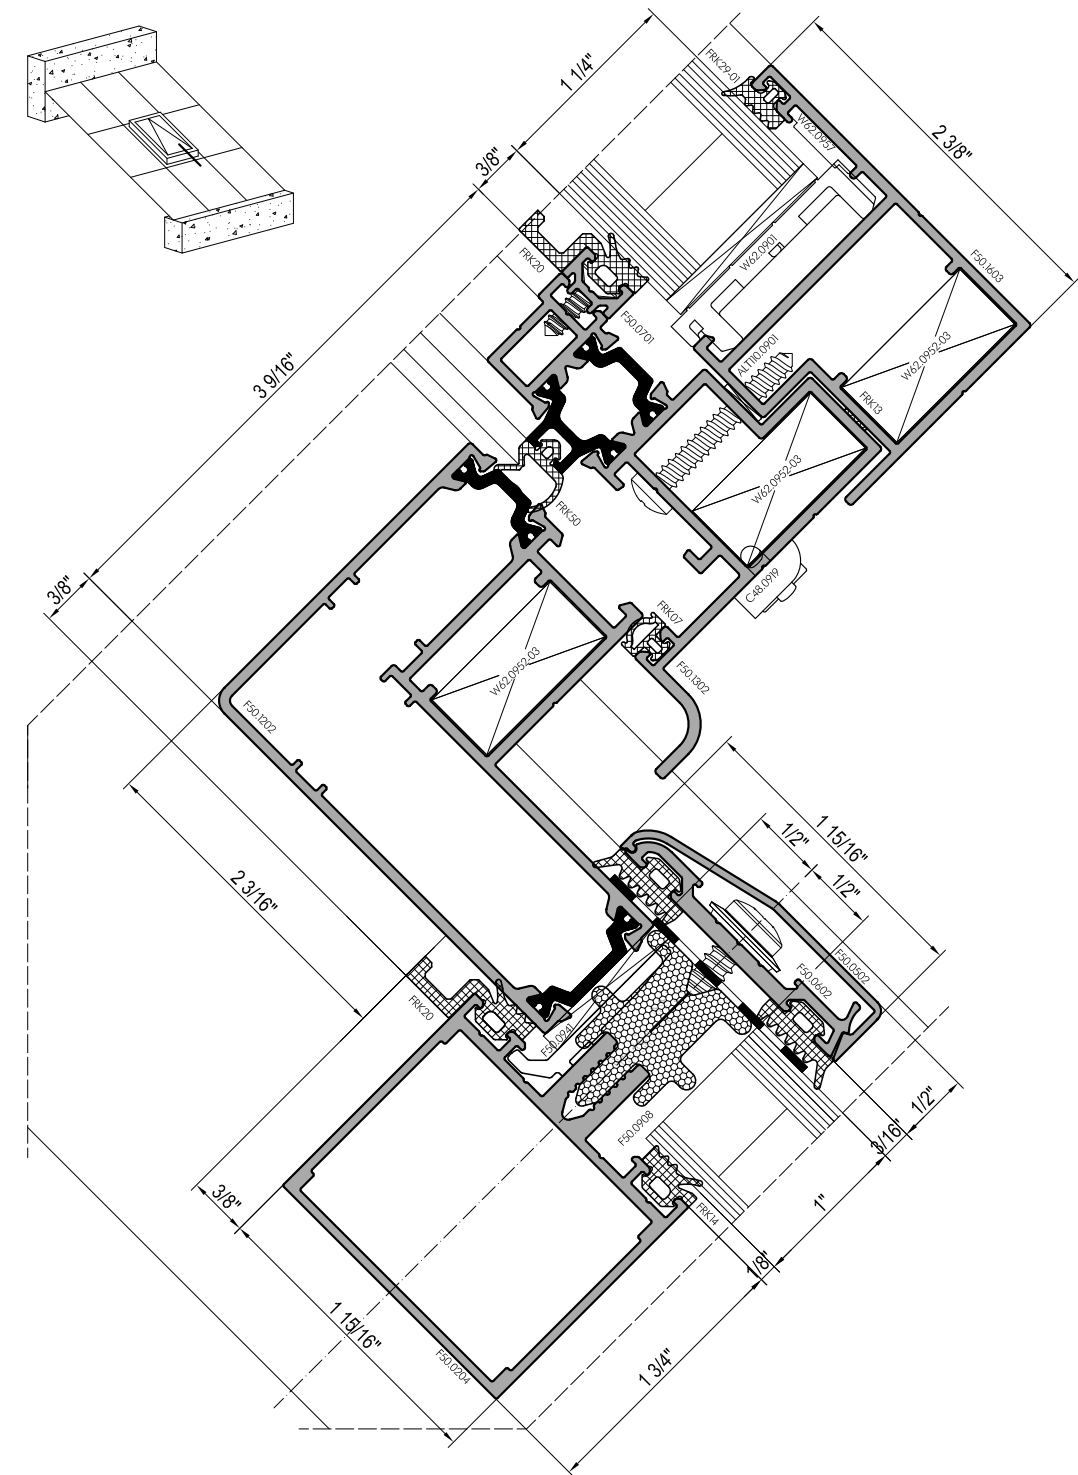 1 1/4"
FRK29-01
W62.0957
2 3/8"
3/8"
FRK20
W62.0901
F50.1603
F50.0701
ALT110.0901
W62.0952-03
3 9/16"
FRK13
W62.0952-03
FRK50
3/8"
C48.0919
FRK07
W62.0952-03
F50.1302
F50.1202
1/2"
1 15/16"
1/2"
2 3/16"
F50.0502
F50.0602
FRK20
F50.0941
1/2"
F50.0908
3/16"
3/8"
1"
FRK14
1/8"
1 15/16"
F50.0204
1 3/4"